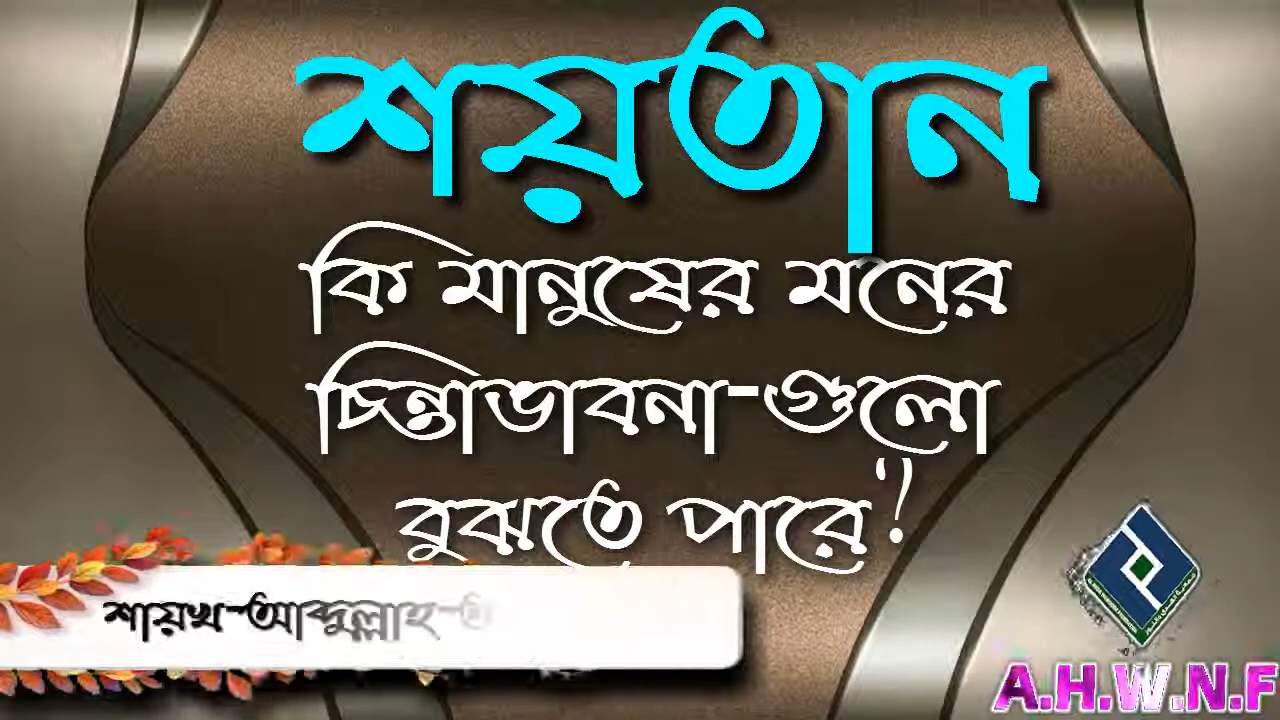 শয়তান
কি মানুষের মনের
চিন্তাভাবনা-গুলো
বুঝতে পারে?
শায়খ-আব্দুল্লাহ-
A.H.W.N.F